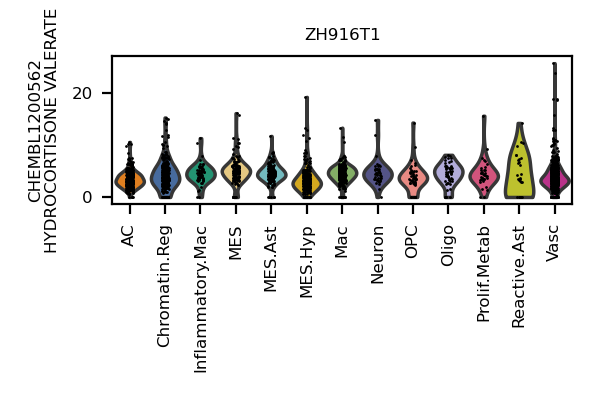 ZH916T1
CHEMBL1200562
HYDROCORTISONE VALERATE
20
0
AC
Chromatin.Reg
Inflammatory.Mac
MES
MES.Ast
MES.Hyp
Mac
Neuron
OPC
Oligo
Prolif.Metab
Reactive.Ast
Vasc